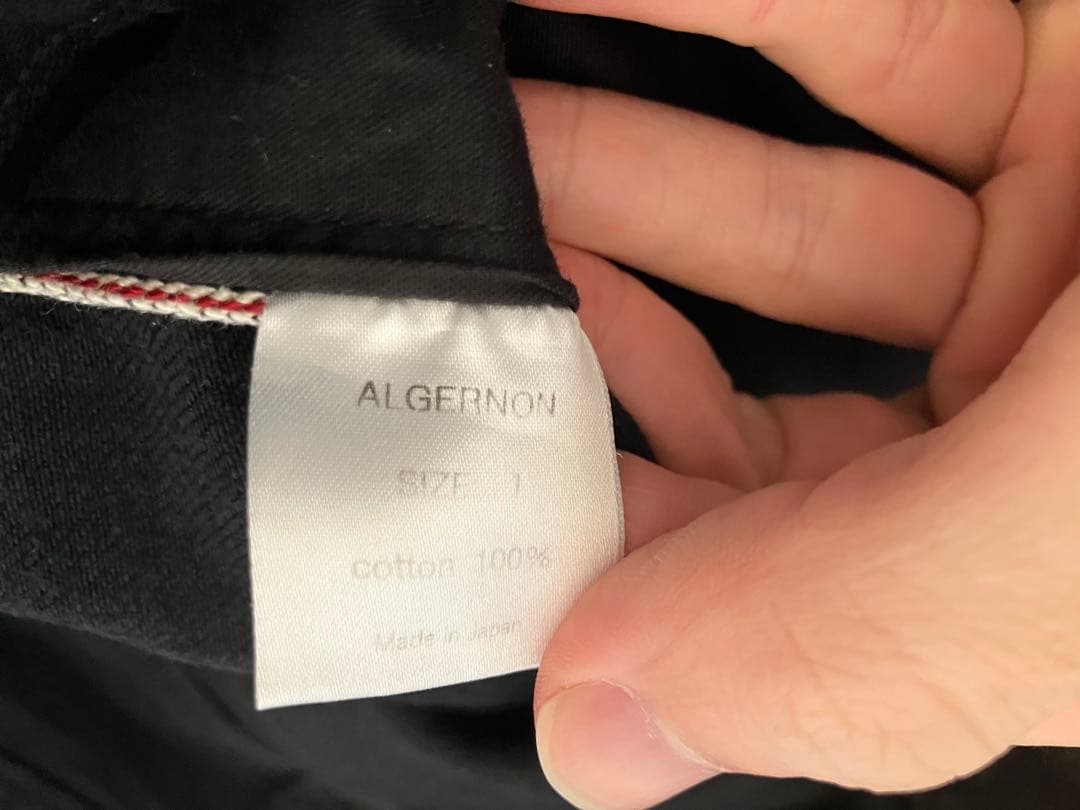 ALGERNON
SIZE 1
cotton 100%
Made in Japan